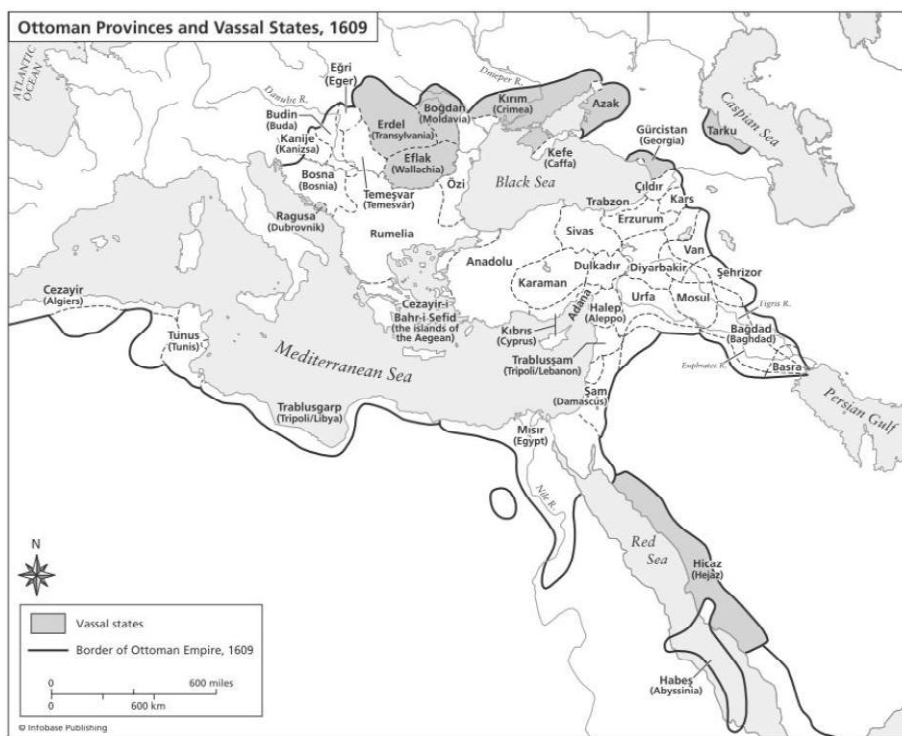 Ottoman Provinces and Vassal States, 1609
ATLANTIC
OCEAN
Eğri
(Eger)
Danube R.
Dnieper R.
Budin
(Buda)
Kanije
(Kanizsa)
Erdel
(Transylvania)
Boğdan
(Moldavia)
Kırım
(Crimea)
Azak
Caspian Sea
Tarku
Gürcistan
(Georgia)
Eflak
(Wallachia)
Kefe
(Caffa)
Bosna
(Bosnia)
Özi
Black Sea
Temeşvar
(Temesvár)
Çıldır
Kars
Trabzon
Erzurum
Ragusa
(Dubrovnik)
Rumelia
Sivas
Van
Anadolu
Dulkadır
Diyarbakir
Şehrizor
Karaman
Cezayir
(Algiers)
Adana
Halep
(Aleppo)
Urfa
Mosul
Tigris R.
Cezayir-i
Bahr-i Sefid
(the islands of
the Aegean)
Kıbrıs
(Cyprus)
Bağdad
(Baghdad)
Tunus
(Tunis)
Trablusşam
(Tripoli/Lebanon)
Euphrates R.
Basra
Mediterranean Sea
Şam
(Damascus)
Persian Gulf
Trablusgarp
(Tripoli/Libya)
Mısır
(Egypt)
Nile R.
Red
Sea
Hicaz
(Hejaz)
N
Habeş
(Abyssinia)
Vassal states
Border of Ottoman Empire, 1609
0 600 miles
0 600 km
© Infobase Publishing